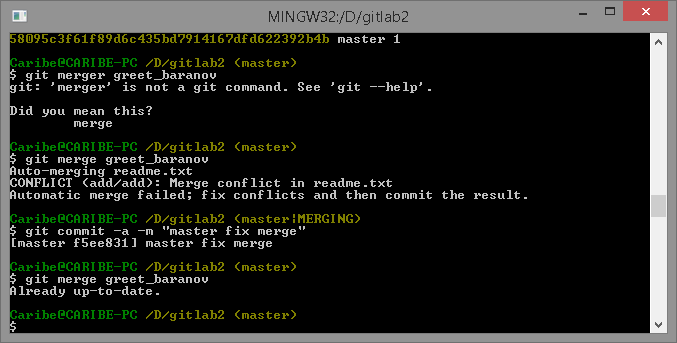 MINGW32:/D/gitlab2
58095c3f61f89d6c435bd7914167dfd622392b4b master 1
Caribe@CARIBE-PC /D/gitlab2 (master)
$ git merger greet_baranov
git: 'merger' is not a git command. See 'git --help'.
Did you mean this?
merge
Caribe@CARIBE-PC /D/gitlab2 (master)
$ git merge greet_baranov
Auto-merging readme.txt
CONFLICT (add/add): Merge conflict in readme.txt
Automatic merge failed; fix conflicts and then commit the result.
Caribe@CARIBE-PC /D/gitlab2 (master|MERGING)
$ git commit -a -m "master fix merge"
[master f5ee831] master fix merge
Caribe@CARIBE-PC /D/gitlab2 (master)
$ git merge greet_baranov
Already up-to-date.
Caribe@CARIBE-PC /D/gitlab2 (master)
$